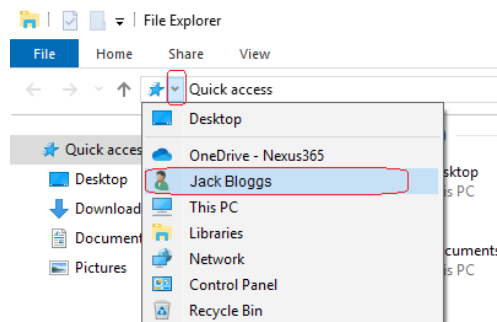 File Explorer
File Home Share View
Quick access
Desktop
OneDrive - Nexus365
Jack Bloggs
This PC
Libraries
Network
Control Panel
Recycle Bin
Quick acces
Desktop
Download
Document
Pictures
sktop
is PC
cuments
is PC